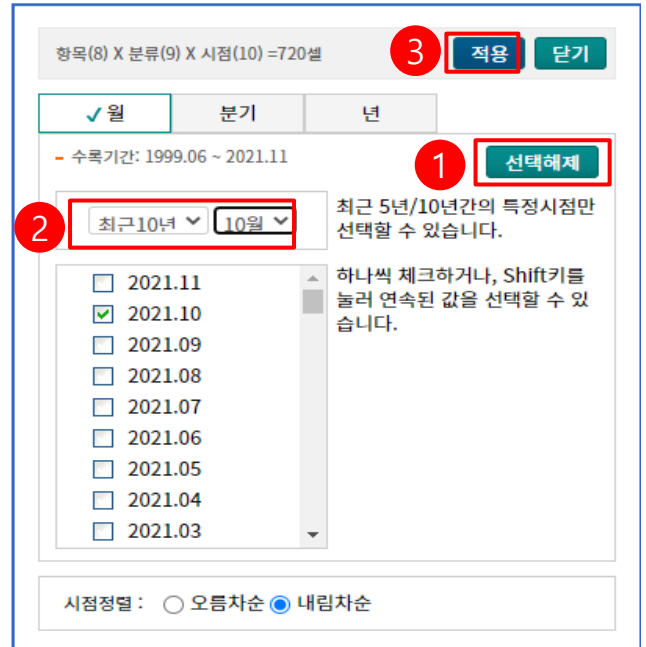 항목(8) X 분류(9) X 시점(10) =720셀
3
적용
닫기
✓월
분기
년
- 수록기간: 1999.06 ~ 2021.11
1
선택해제
2
최근10년
10월
최근 5년/10년간의 특정시점만
선택할 수 있습니다.
2021.11
2021.10
2021.09
2021.08
2021.07
2021.06
2021.05
2021.04
2021.03
하나씩 체크하거나, Shift키를
눌러 연속된 값을 선택할 수 있
습니다.
시점정렬 : 오름차순 내림차순